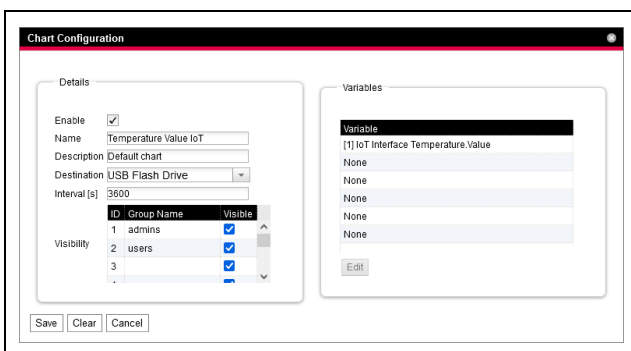 Chart Configuration
Details
Enable
Name Temperature Value IoT
Description Default chart
Destination USB Flash Drive
Interval [s] 3600
Visibility
ID Group Name Visible
1 admins
2 users
3
Variables
Variable
[1] IoT Interface Temperature.Value
None
None
None
None
None
Edit
Save Clear Cancel